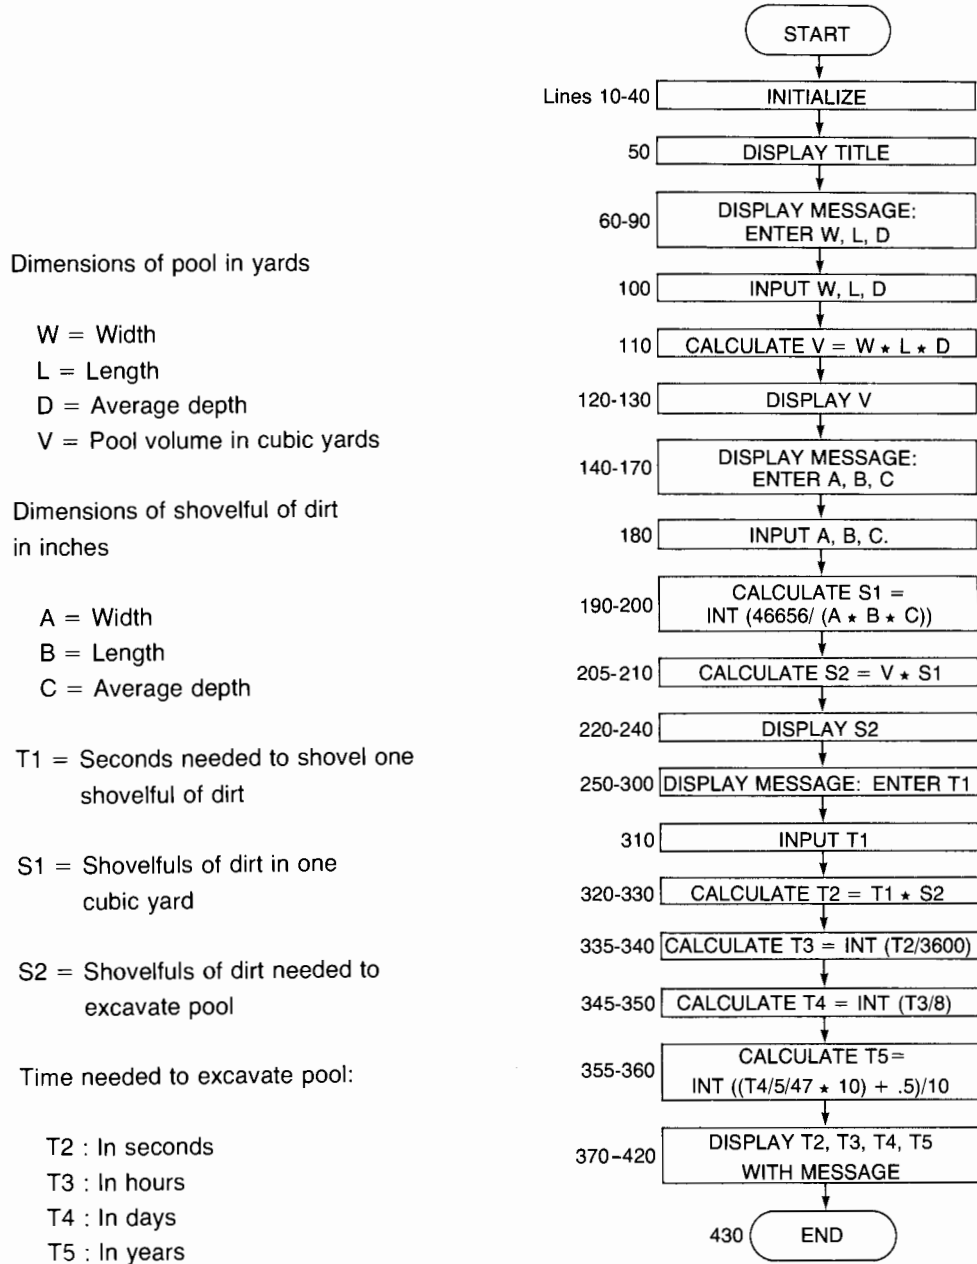 Dimensions of pool in yards
W = Width
L = Length
D = Average depth
V = Pool volume in cubic yards
Dimensions of shovelful of dirt
in inches
A = Width
B = Length
C = Average depth
T1 = Seconds needed to shovel one
shovelful of dirt
S1 = Shovelfuls of dirt in one
cubic yard
S2 = Shovelfuls of dirt needed to
excavate pool
Time needed to excavate pool:
T2 : In seconds
T3 : In hours
T4 : In days
T5 : In years
START
Lines 10-40 INITIALIZE
50 DISPLAY TITLE
60-90 DISPLAY MESSAGE:
ENTER W, L, D
100 INPUT W, L, D
110 CALCULATE V = W ★ L ★ D
120-130 DISPLAY V
140-170 DISPLAY MESSAGE:
ENTER A, B, C
180 INPUT A, B, C.
190-200 CALCULATE S1 =
INT (46656/ (A ★ B ★ C))
205-210 CALCULATE S2 = V ★ S1
220-240 DISPLAY S2
250-300 DISPLAY MESSAGE: ENTER T1
310 INPUT T1
320-330 CALCULATE T2 = T1 ★ S2
335-340 CALCULATE T3 = INT (T2/3600)
345-350 CALCULATE T4 = INT (T3/8)
355-360 CALCULATE T5=
INT ((T4/5/47 ★ 10) + .5)/10
370-420 DISPLAY T2, T3, T4, T5
WITH MESSAGE
430 END